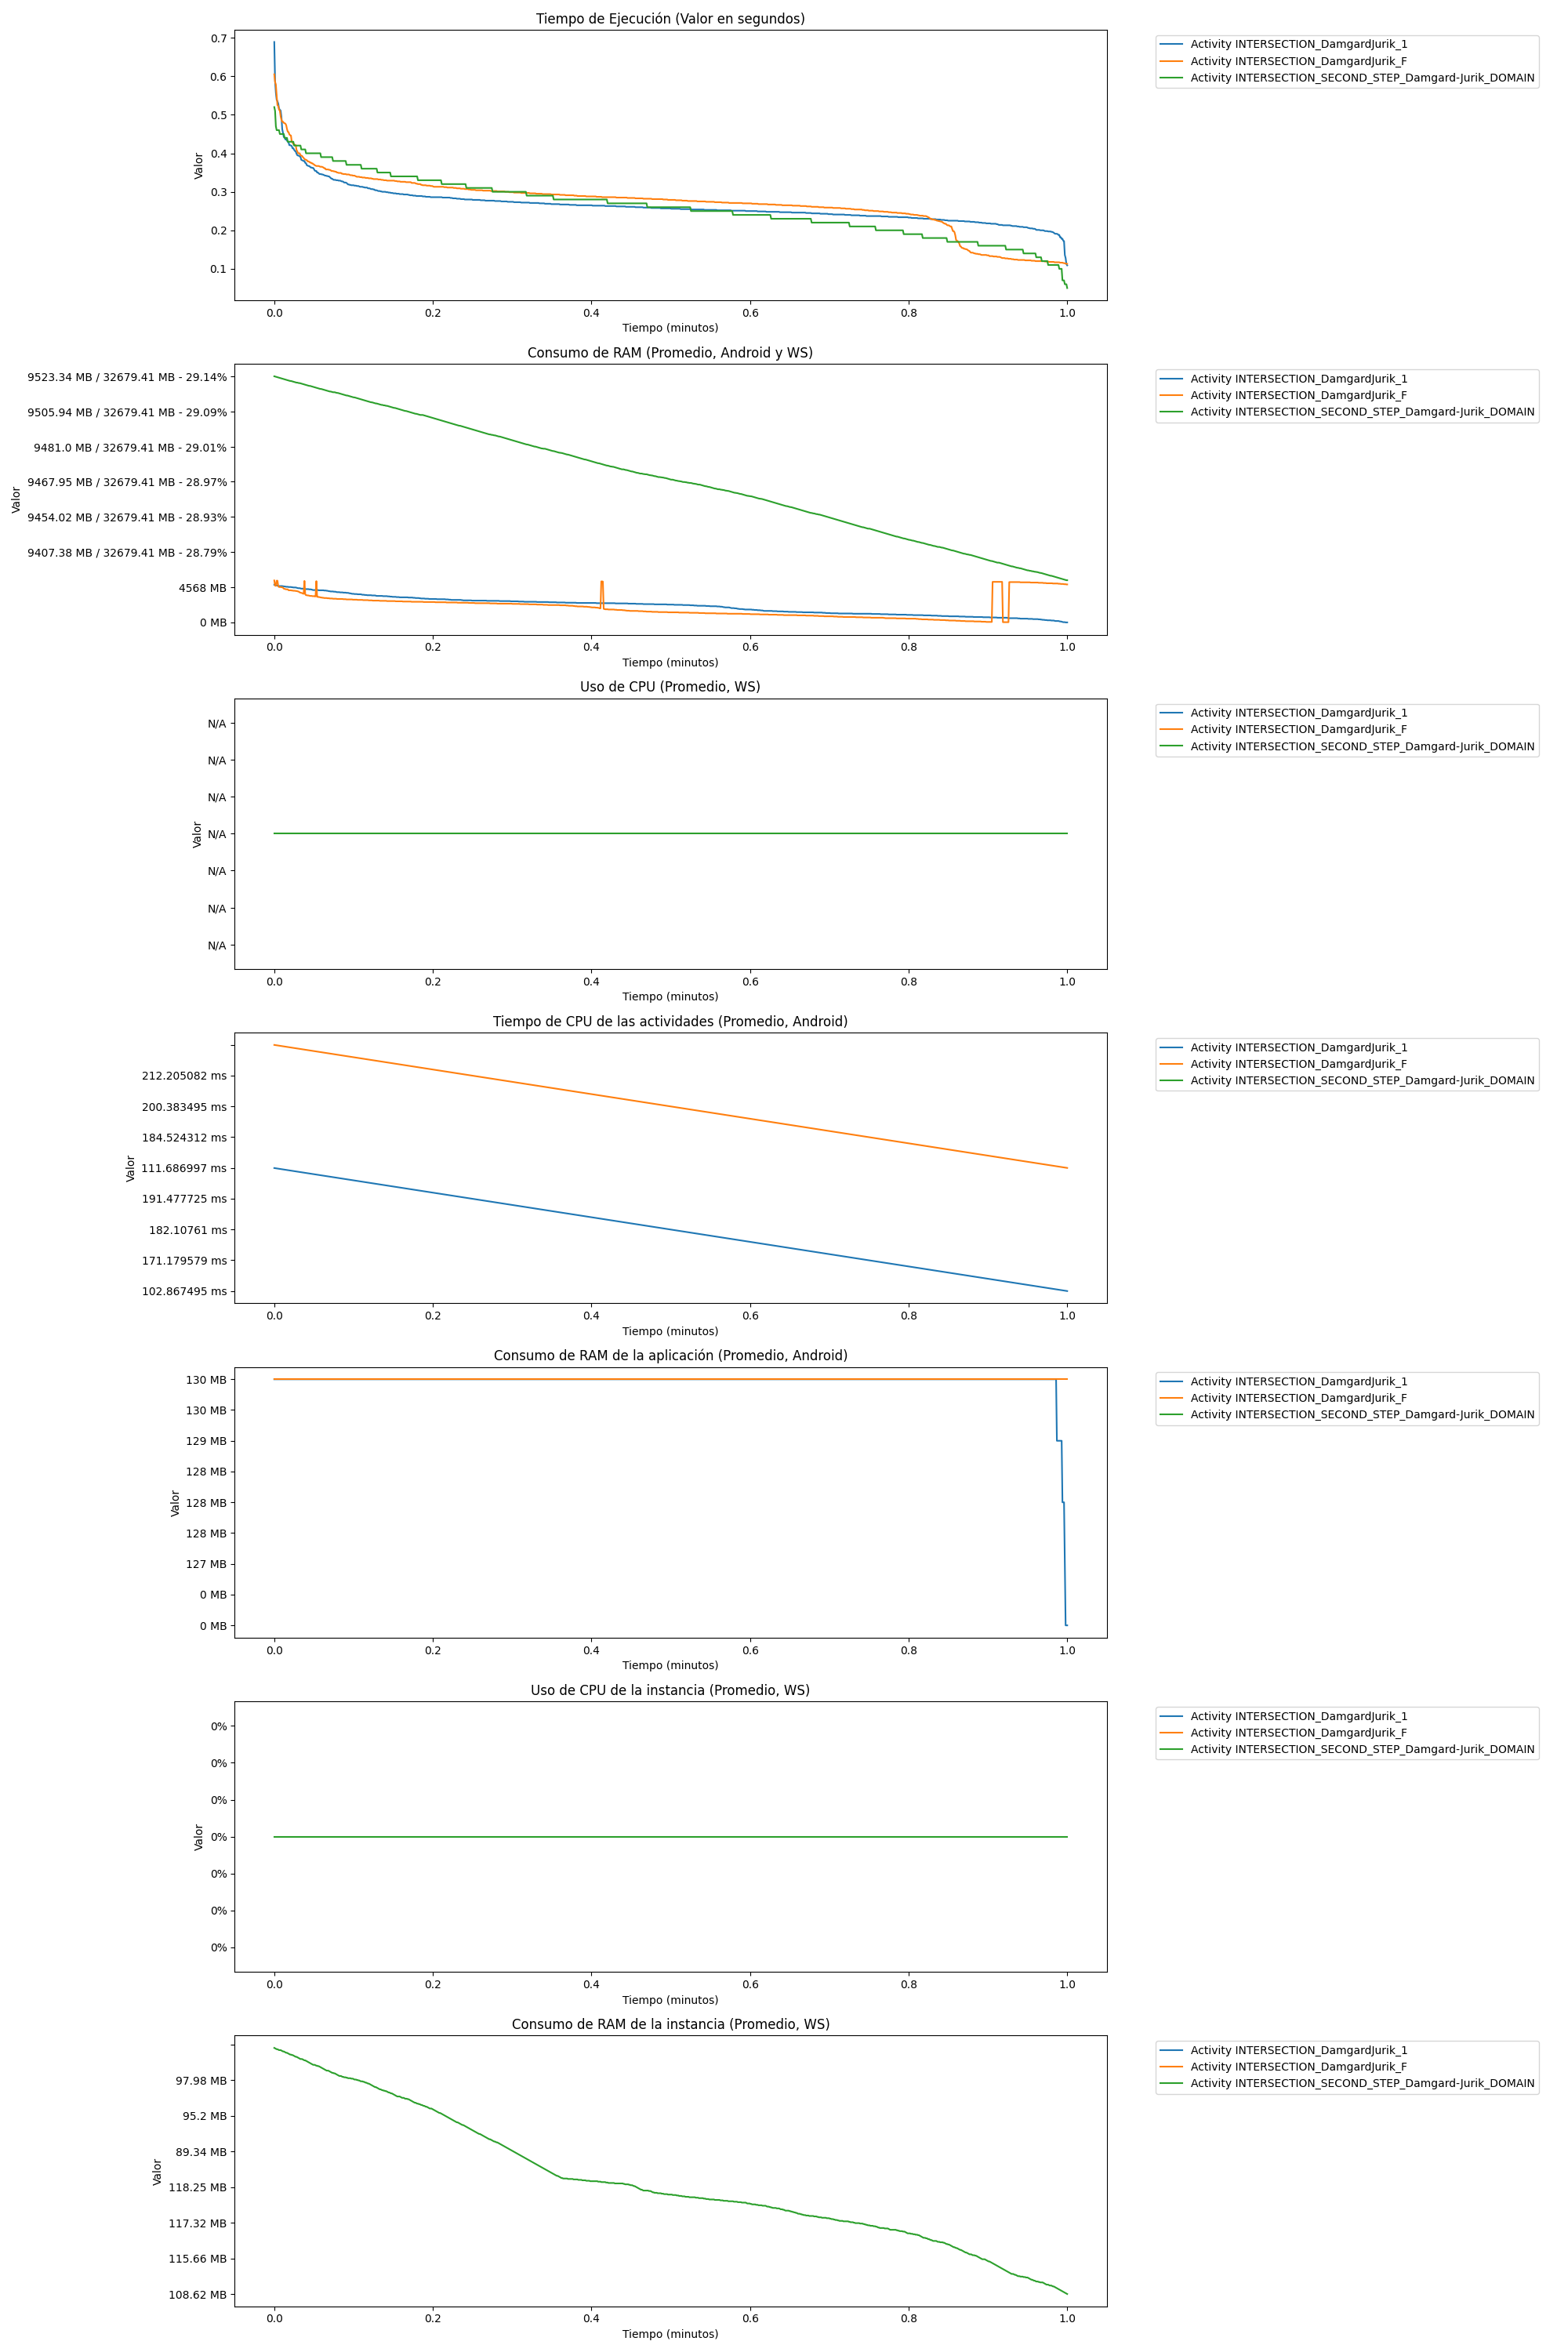 Tiempo de Ejecución (Valor en segundos)
0.7
0.6
0.5
0.4
0.3
0.2
0.1
Valor
0.0 0.2 0.4 0.6 0.8 1.0
Tiempo (minutos)
Activity INTERSECTION_DamgardJurik_1
Activity INTERSECTION_DamgardJurik_F
Activity INTERSECTION_SECOND_STEP_Damgard-Jurik_DOMAIN
Consumo de RAM (Promedio, Android y WS)
9523.34 MB / 32679.41 MB - 29.14%
9505.94 MB / 32679.41 MB - 29.09%
9481.0 MB / 32679.41 MB - 29.01%
9467.95 MB / 32679.41 MB - 28.97%
9454.02 MB / 32679.41 MB - 28.93%
9407.38 MB / 32679.41 MB - 28.79%
4568 MB
0 MB
Valor
0.0 0.2 0.4 0.6 0.8 1.0
Tiempo (minutos)
Activity INTERSECTION_DamgardJurik_1
Activity INTERSECTION_DamgardJurik_F
Activity INTERSECTION_SECOND_STEP_Damgard-Jurik_DOMAIN
Uso de CPU (Promedio, WS)
N/A
N/A
N/A
N/A
N/A
N/A
N/A
Valor
0.0 0.2 0.4 0.6 0.8 1.0
Tiempo (minutos)
Activity INTERSECTION_DamgardJurik_1
Activity INTERSECTION_DamgardJurik_F
Activity INTERSECTION_SECOND_STEP_Damgard-Jurik_DOMAIN
Tiempo de CPU de las actividades (Promedio, Android)
212.205082 ms
200.383495 ms
184.524312 ms
111.686997 ms
191.477725 ms
182.10761 ms
171.179579 ms
102.867495 ms
Valor
0.0 0.2 0.4 0.6 0.8 1.0
Tiempo (minutos)
Activity INTERSECTION_DamgardJurik_1
Activity INTERSECTION_DamgardJurik_F
Activity INTERSECTION_SECOND_STEP_Damgard-Jurik_DOMAIN
Consumo de RAM de la aplicación (Promedio, Android)
130 MB
130 MB
129 MB
128 MB
128 MB
128 MB
127 MB
0 MB
0 MB
Valor
0.0 0.2 0.4 0.6 0.8 1.0
Tiempo (minutos)
Activity INTERSECTION_DamgardJurik_1
Activity INTERSECTION_DamgardJurik_F
Activity INTERSECTION_SECOND_STEP_Damgard-Jurik_DOMAIN
Uso de CPU de la instancia (Promedio, WS)
0%
0%
0%
0%
0%
0%
0%
Valor
0.0 0.2 0.4 0.6 0.8 1.0
Tiempo (minutos)
Activity INTERSECTION_DamgardJurik_1
Activity INTERSECTION_DamgardJurik_F
Activity INTERSECTION_SECOND_STEP_Damgard-Jurik_DOMAIN
Consumo de RAM de la instancia (Promedio, WS)
97.98 MB
95.2 MB
89.34 MB
118.25 MB
117.32 MB
115.66 MB
108.62 MB
Valor
0.0 0.2 0.4 0.6 0.8 1.0
Tiempo (minutos)
Activity INTERSECTION_DamgardJurik_1
Activity INTERSECTION_DamgardJurik_F
Activity INTERSECTION_SECOND_STEP_Damgard-Jurik_DOMAIN